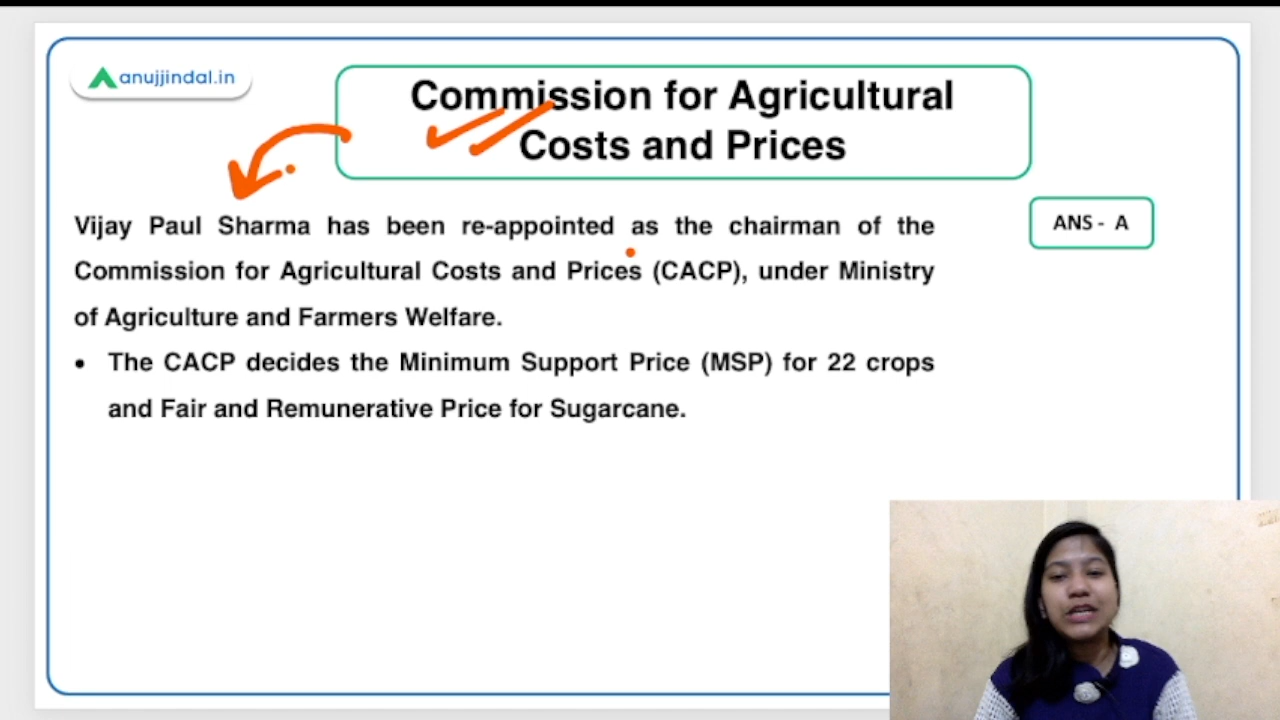 anujjindal.in
Commission for Agricultural
Costs and Prices
Vijay Paul Sharma has been re-appointed as the chairman of the
Commission for Agricultural Costs and Prices (CACP), under Ministry
of Agriculture and Farmers Welfare.
• The CACP decides the Minimum Support Price (MSP) for 22 crops
and Fair and Remunerative Price for Sugarcane.
ANS - A